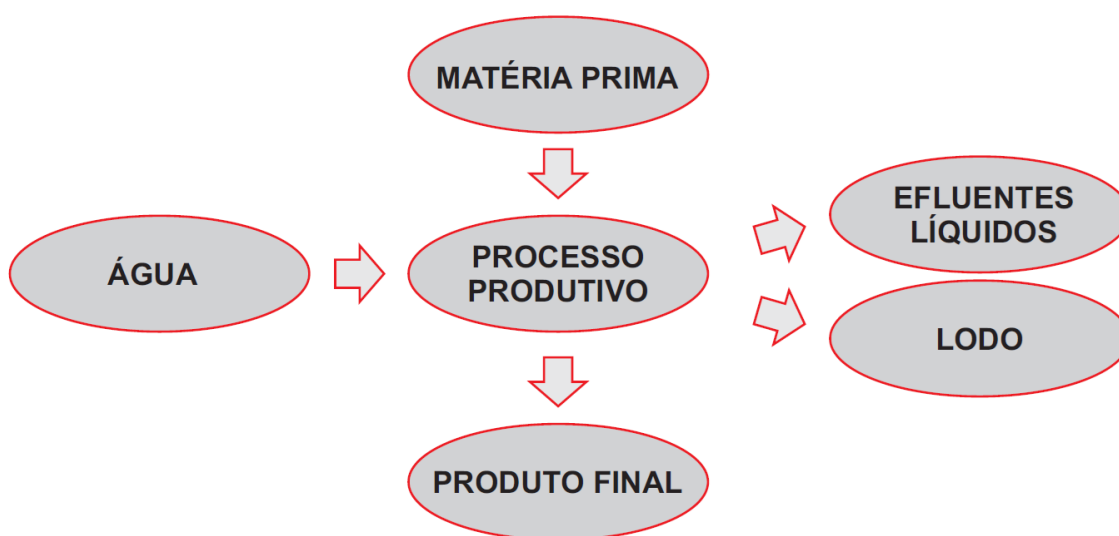 MATÉRIA PRIMA
EFLUENTES
LÍQUIDOS
ÁGUA
PROCESSO
PRODUTIVO
LODO
PRODUTO FINAL